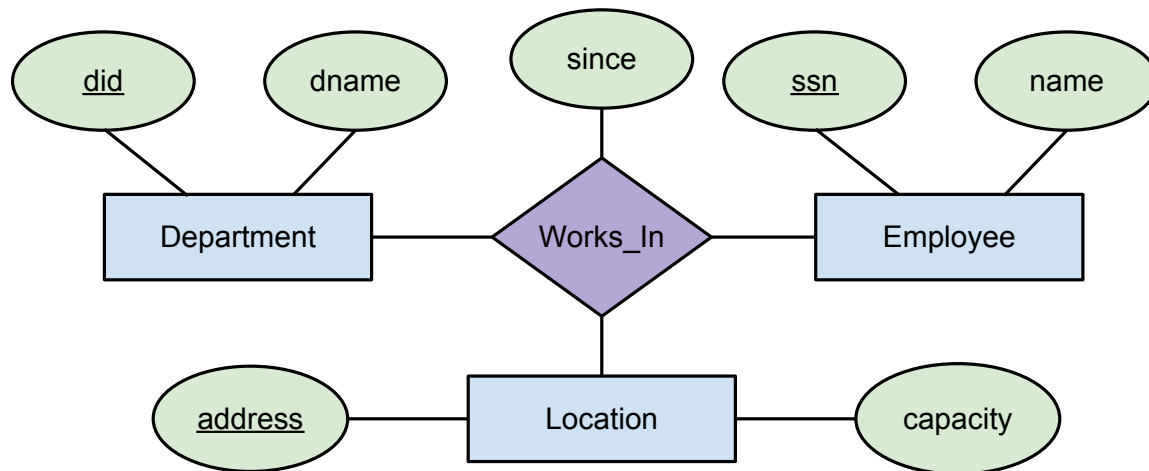 since
did
dname
ssn
name
Department
Works_In
Employee
address
Location
capacity